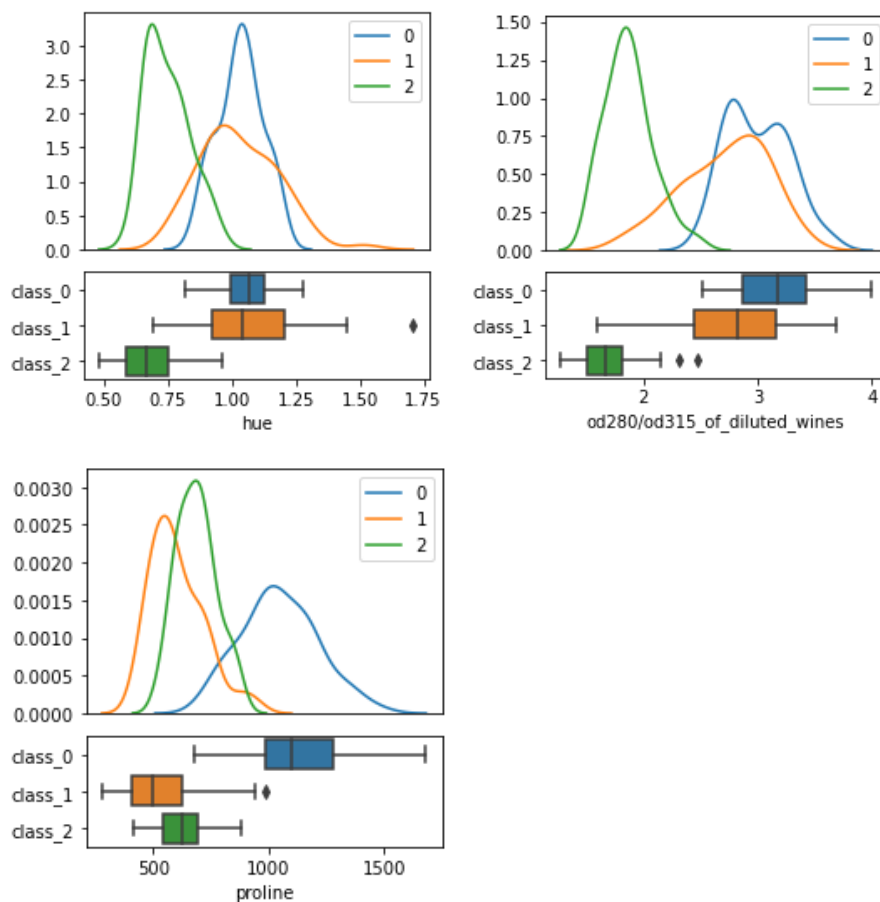 3.0
2.5
2.0
1.5
1.0
0.5
0.0
0
1
2
class_0
class_1
class_2
0.50 0.75 1.00 1.25 1.50 1.75
hue
1.50
1.25
1.00
0.75
0.50
0.25
0.00
0
1
2
class_0
class_1
class_2
2 3 4
od280/od315_of_diluted_wines
0.0030
0.0025
0.0020
0.0015
0.0010
0.0005
0.0000
0
1
2
class_0
class_1
class_2
500 1000 1500
proline